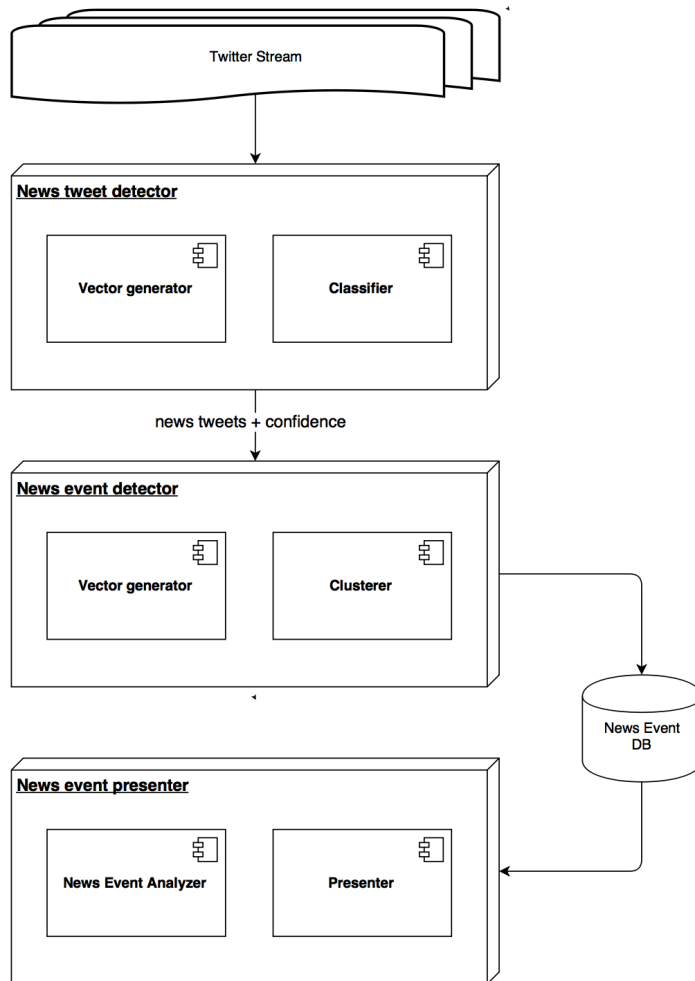 Twitter Stream
News tweet detector
Vector generator
Classifier
news tweets + confidence
News event detector
Vector generator
Clusterer
News Event
DB
News event presenter
News Event Analyzer
Presenter